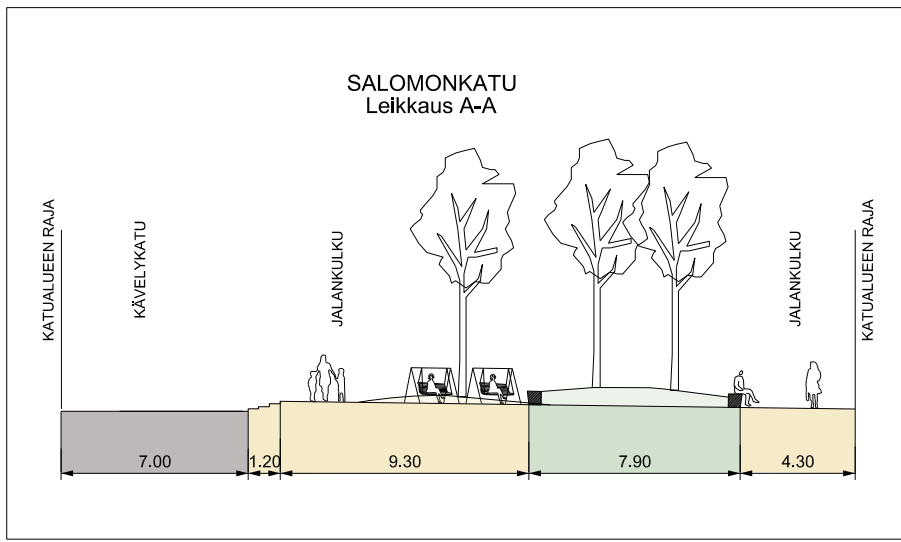 SALOMONKATU
Leikkaus A-A
KATUALUEEN RAJA
KÄVELYKATU
JALANKULKU
JALANKULKU
KATUALUEEN RAJA
7.00
1.20
9.30
7.90
4.30